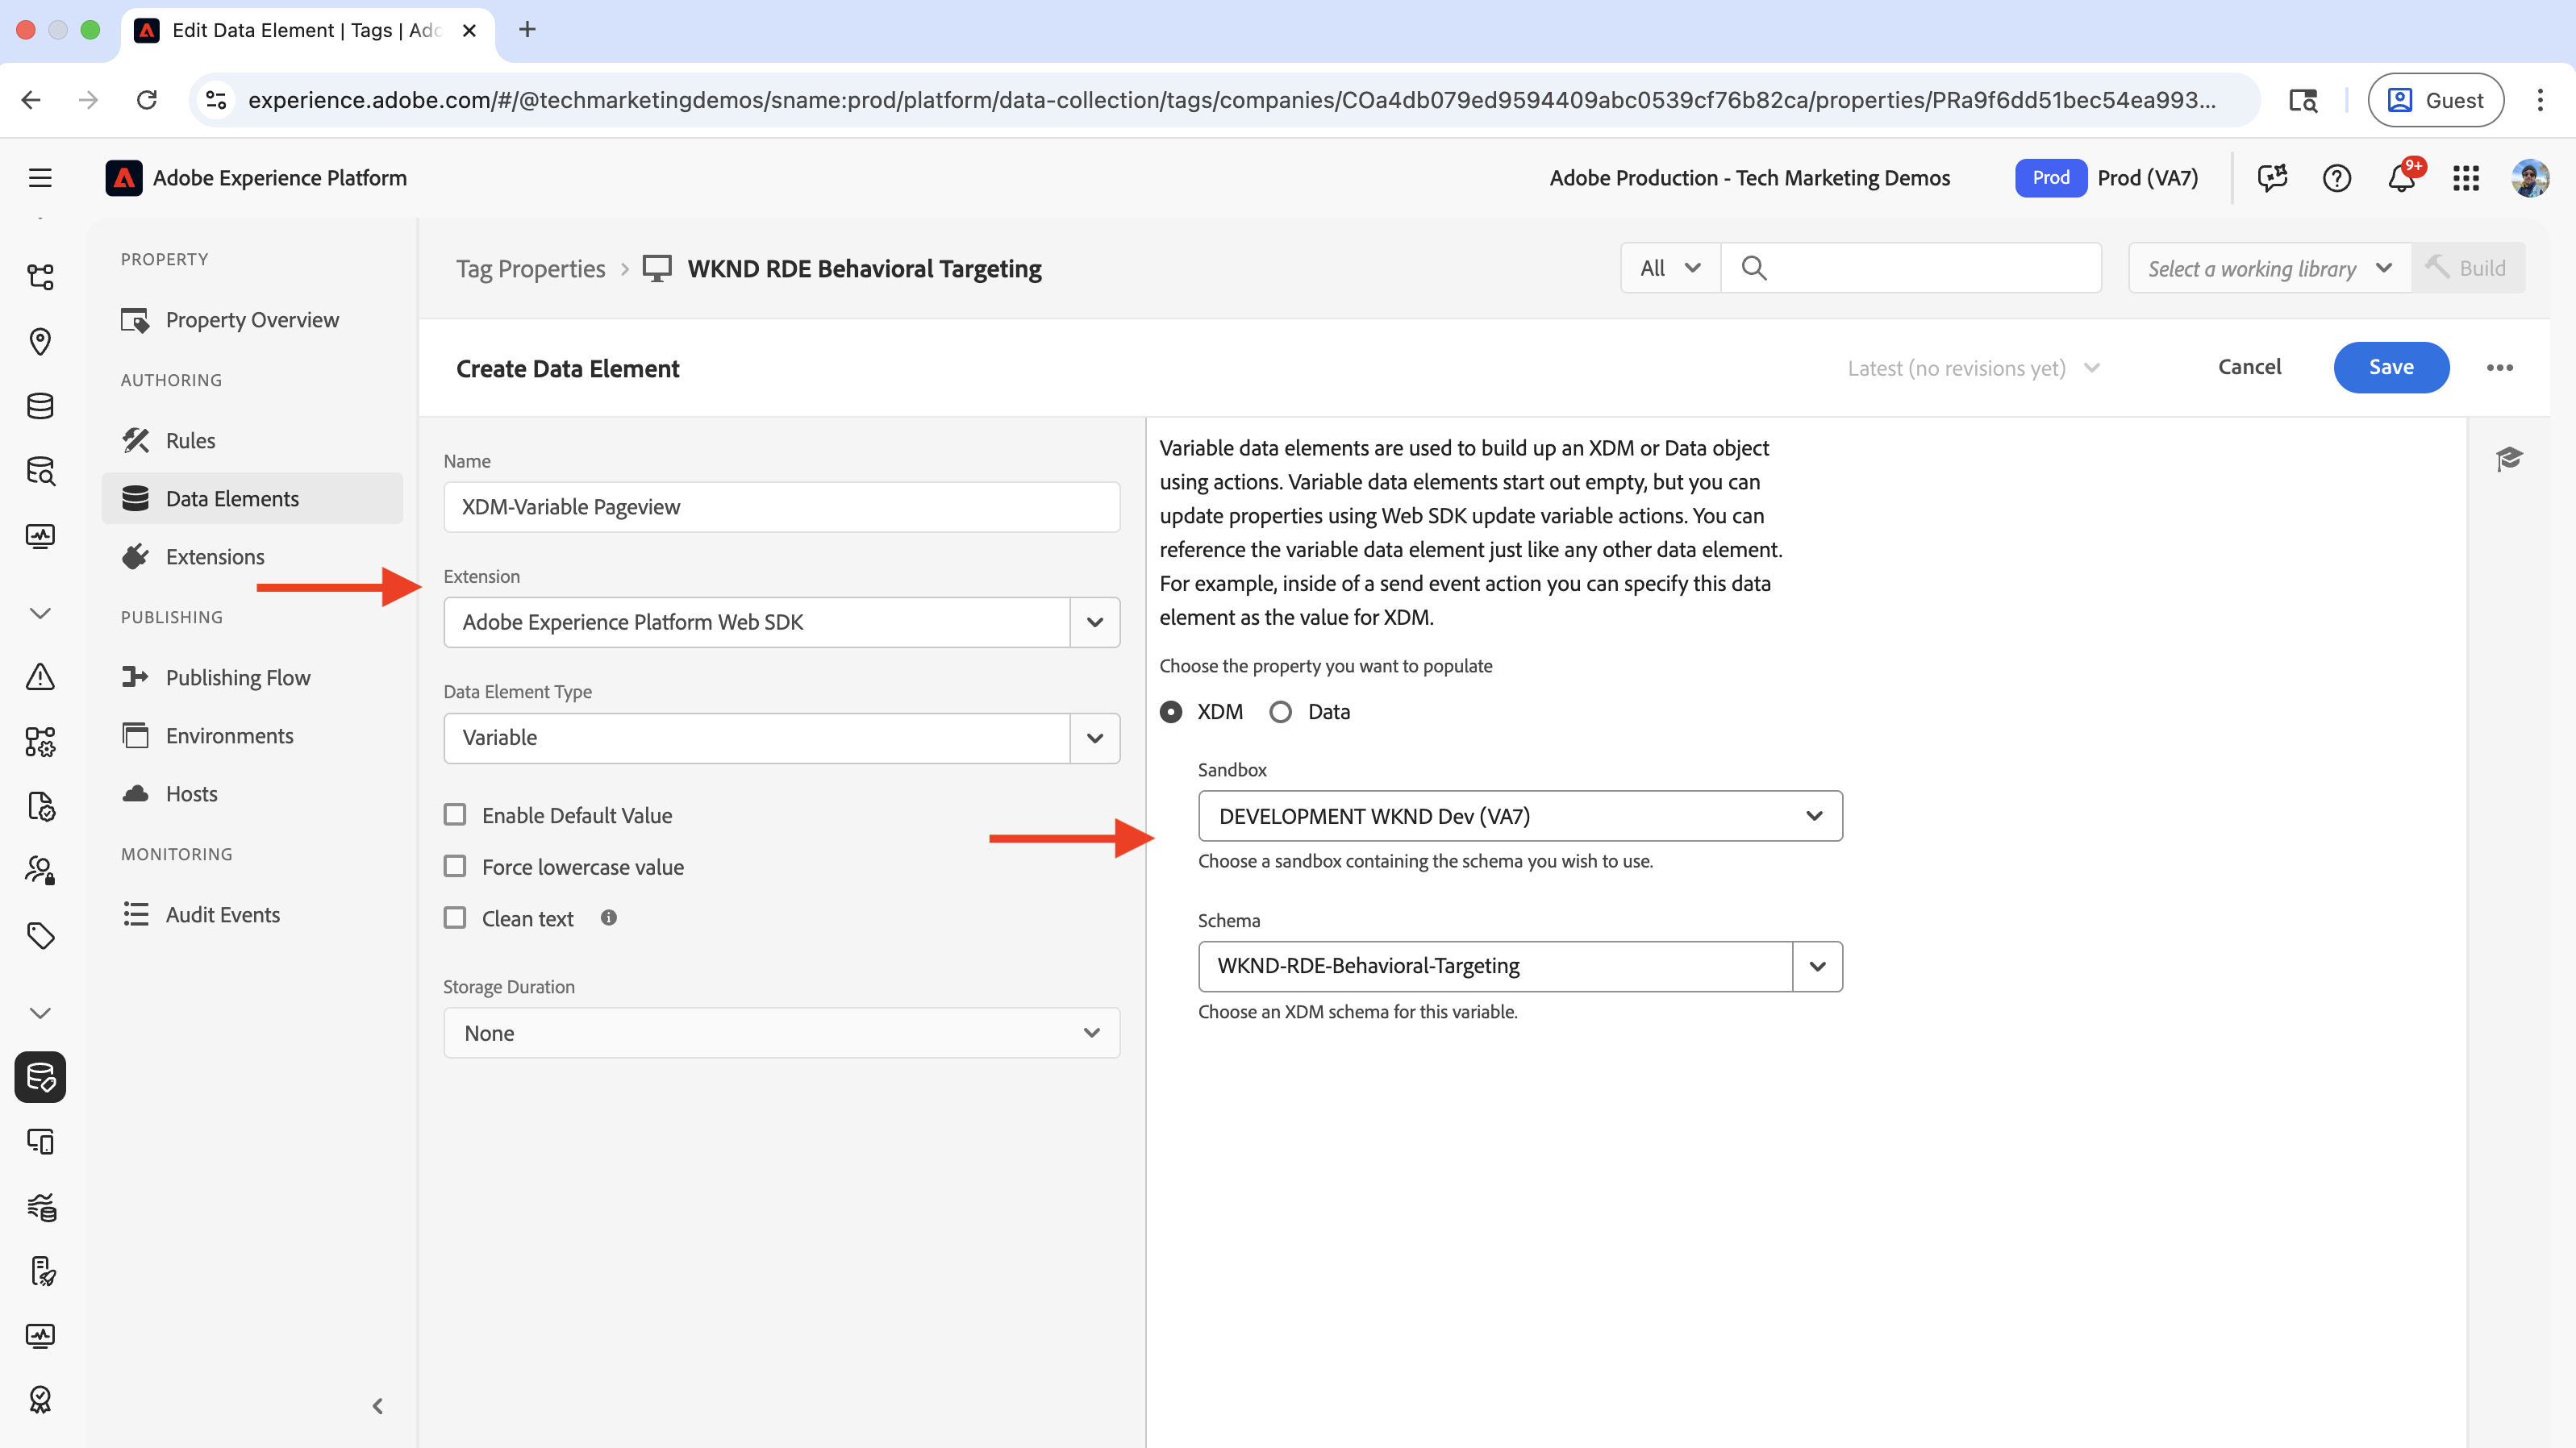 Edit Data Element | Tags | Ado
experience.adobe.com/#/@techmarketingdemos/sname:prod/platform/data-collection/tags/companies/COa4db079ed9594409abc0539cf76b82ca/properties/PRa9f6dd51bec54ea993...
Guest
Adobe Experience Platform
Adobe Production - Tech Marketing Demos
Prod
Prod (VA7)
9+
PROPERTY
Property Overview
AUTHORING
Rules
Data Elements
Extensions
PUBLISHING
Publishing Flow
Environments
Hosts
MONITORING
Audit Events
Tag Properties
WKND RDE Behavioral Targeting
All
Select a working library
Build
Create Data Element
Latest (no revisions yet)
Cancel
Save
Name
XDM-Variable Pageview
Extension
Adobe Experience Platform Web SDK
Data Element Type
Variable
Enable Default Value
Force lowercase value
Clean text
Storage Duration
None
Variable data elements are used to build up an XDM or Data object
using actions. Variable data elements start out empty, but you can
update properties using Web SDK update variable actions. You can
reference the variable data element just like any other data element.
For example, inside of a send event action you can specify this data
element as the value for XDM.
Choose the property you want to populate
XDM
Data
Sandbox
DEVELOPMENT WKND Dev (VA7)
Choose a sandbox containing the schema you wish to use.
Schema
WKND-RDE-Behavioral-Targeting
Choose an XDM schema for this variable.